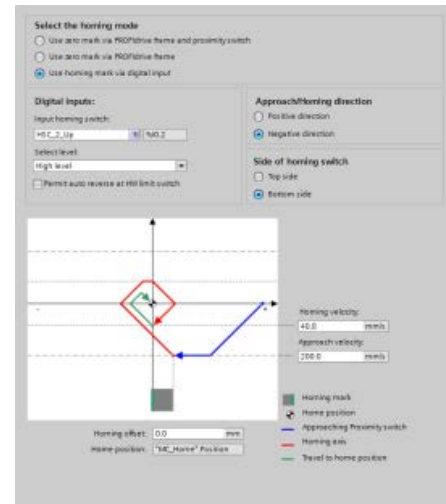 Select the homing mode
Use zero mark via PROFIdrive frame and proximity switch
Use zero mark via PROFIdrive frame
Use homing mark via digital input
Digital inputs:
Input homing switch:
HSC_2_Up
%I0.2
Select level:
High level
Permit auto reverse at HW limit switch
Approach/Homing direction
Positive direction
Negative direction
Side of homing switch
Top side
Bottom side
Homing velocity:
40.0 mm/s
Approach velocity:
200.0 mm/s
Homing mark
Home position
Approaching Proximity switch
Homing axis
Travel to home position
Homing offset: 0.0 mm
Home position: "MC_Home" Position